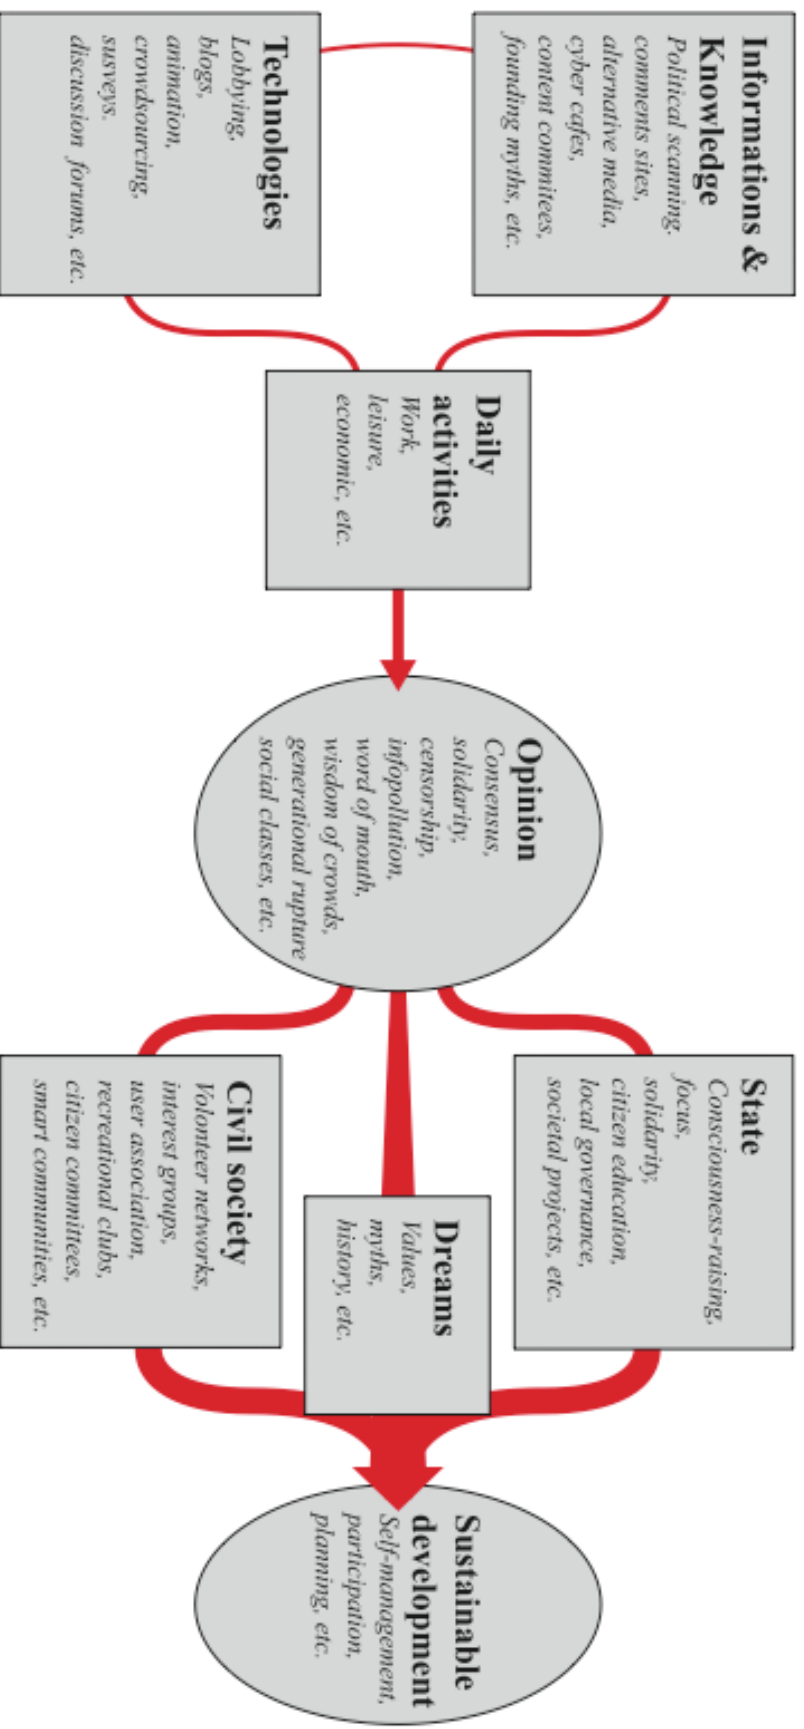 Informations &
Knowledge
Political scanning.
comments sites,
alternative media,
cyber cafes,
content commitees,
founding myths, etc.
Technologies
Lobbying,
blogs,
animation,
crowdsourcing,
susveys.
discussion forums, etc.
Daily
activities
Work,
leisure,
economic, etc.
Opinion
Consensus,
solidarity,
censorship,
infopollution,
word of mouth,
wisdom of crowds,
generational rupture
social classes, etc.
State
Consciousness-raising,
focus,
solidarity,
citizen education,
local governance,
societal projects, etc.
Dreams
Values,
myths,
history, etc.
Civil society
Volonteer networks,
interest groups,
user association,
recreational clubs,
citizen committees,
smart communities, etc.
Sustainable
development
Self-management,
participation,
planning, etc.